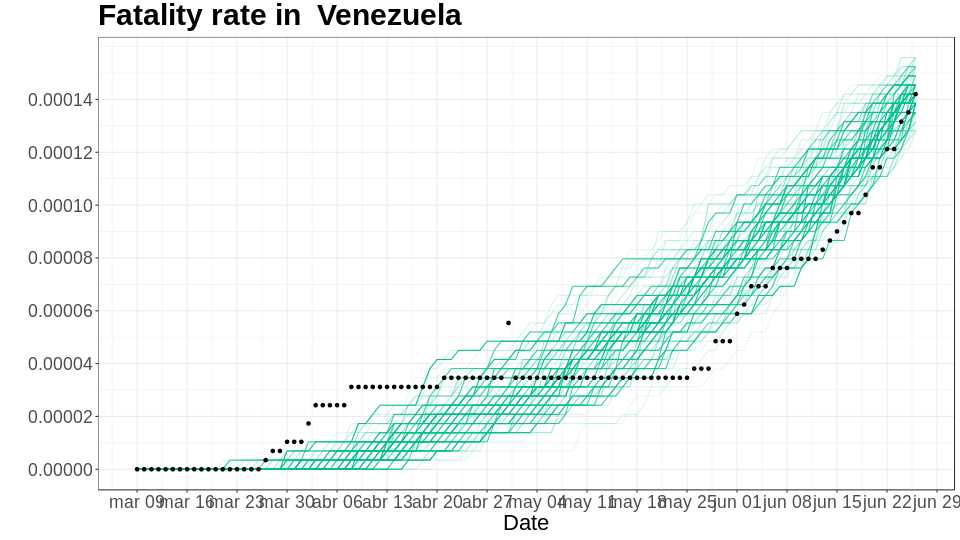 Fatality rate in  Venezuela
0.00014
0.00012
0.00010
0.00008
0.00006
0.00004
0.00002
0.00000
mar 09 mar 16 mar 23 mar 30 abr 06 abr 13 abr 20 abr 27 may 04 may 11 may 18 may 25 jun 01 jun 08 jun 15 jun 22 jun 29
Date